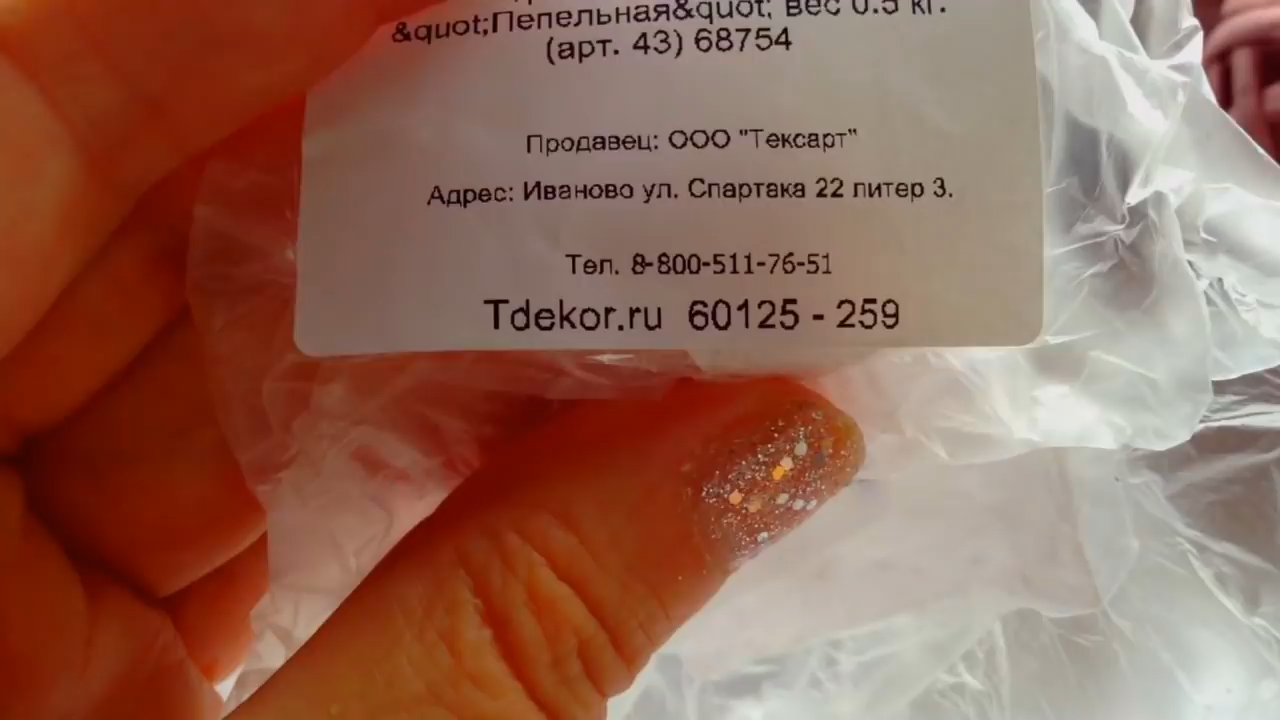 &quot;Пепельная&quot; вес 0.5 кг.
(арт. 43) 68754
Продавец: ООО "Тексарт"
Адрес: Иваново ул. Спартака 22 литер 3.
Тел. 8-800-511-76-51
Tdekor.ru 60125 - 259